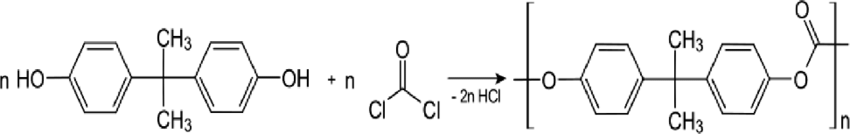 O
CH₃ O CH₃
n HO OH + n O O
Cl Cl - 2n HCl
CH₃ CH₃ n